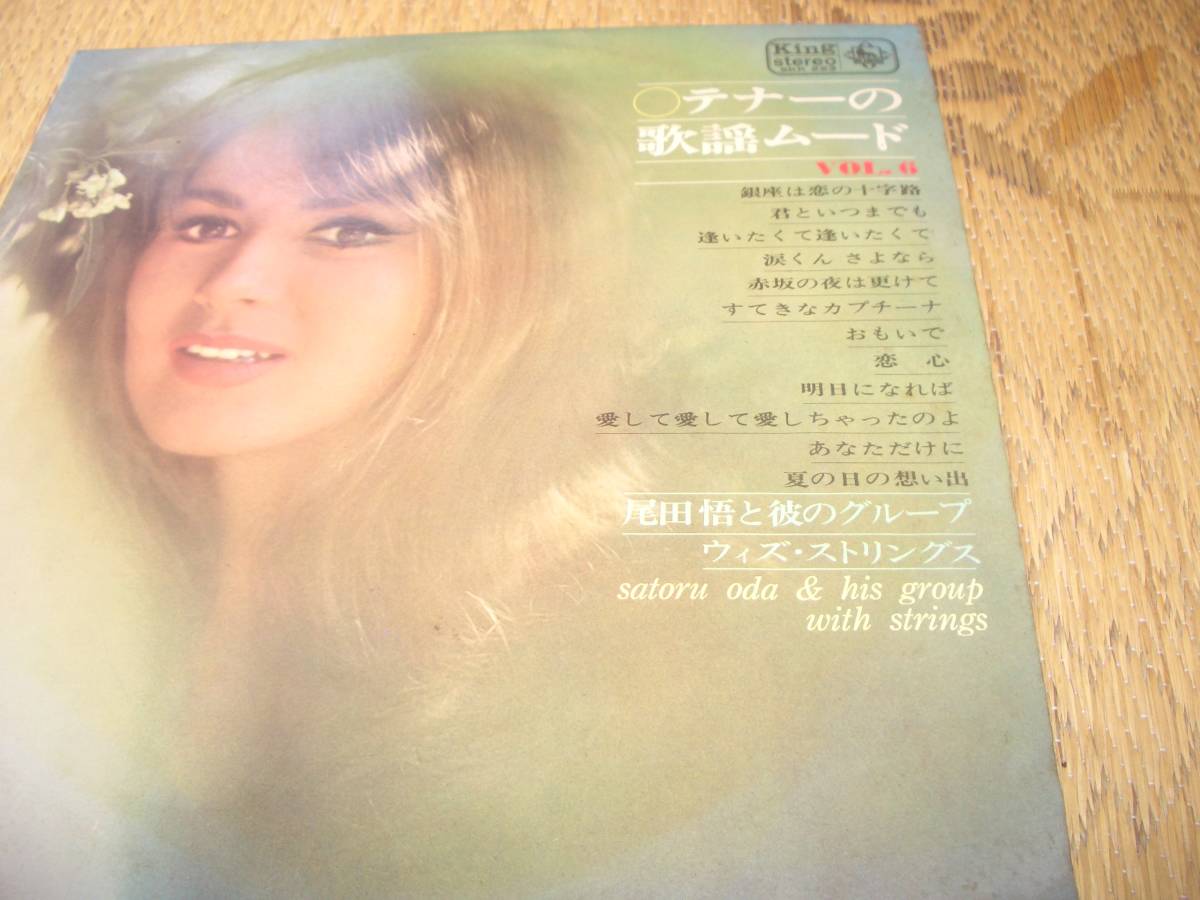 King
stereo
SKK 223
○テナーの
歌謡ムード
VOL. 6
銀座は恋の十字路
君といつまでも
逢いたくて逢いたくて
涙くん さよなら
赤坂の夜は更けて
すてきなカプチーナ
おもいで
恋 心
明日になれば
愛して愛して愛しちゃったのよ
あなただけに
夏の日の想い出
尾田 悟と彼のグループ
ウィズ・ストリングス
satoru oda & his group
with strings